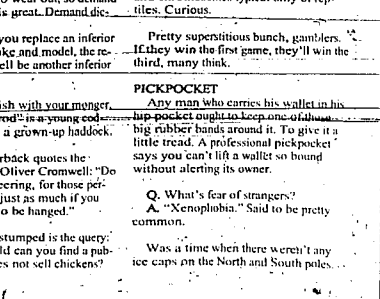 is great. Demand dic-
you replace an inferior
ke and model, the re-
ell be another inferior
ish with your monger,
rod" is a young cod
a grown-up haddock.
rback quotes the
Oliver Cromwell: "Do
eering, for those per-
just as much if you
o be hanged."
stumped is the query:
ld can you find a pub-
es not sell chickens?
tiles. Curious.
Pretty superstitious bunch, gamblers.
If they win the first game, they'll win the
third, many think.
PICKPOCKET
Any man who carries his wallet in his
hip pocket ought to keep one of those
big rubber bands around it. To give it a
little tread. A professional pickpocket
says you can't lift a wallet so bound
without alerting its owner.
Q. What's fear of strangers?
A. "Xenophobia." Said to be pretty
common.
Was a time when there weren't any
ice caps on the North and South poles.